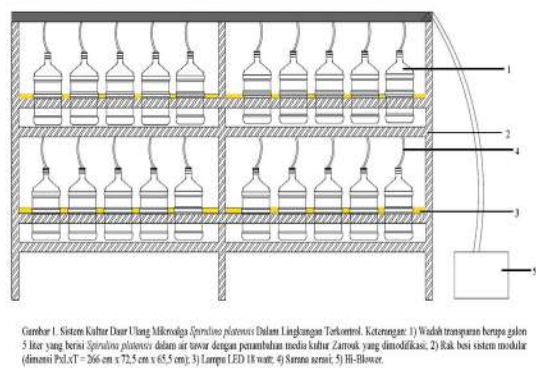 1
2
4
3
5
Gambar 1. Sistem Kultur Daur Ulang Mikroalga Spirulina platensis Dalam Lingkungan Terkontrol. Keterangan: 1) Wadah transparan berupa galon
5 liter yang berisi Spirulina platensis dalam air tawar dengan penambahan media kultur Zarrouk yang dimodifikasi; 2) Rak besi sistem modular
(dimensi PxLxT = 266 cm x 72,5 cm x 65,5 cm); 3) Lampu LED 18 watt; 4) Sarana aerasi; 5) Hi-Blower.